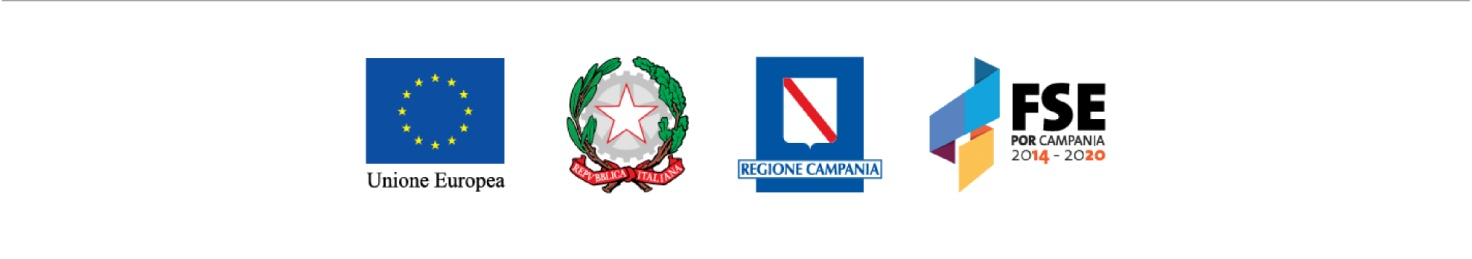 Unione Europea
REPVBBLICA ITALIANA
REGIONE CAMPANIA
FSE
POR CAMPANIA
2014 - 2020